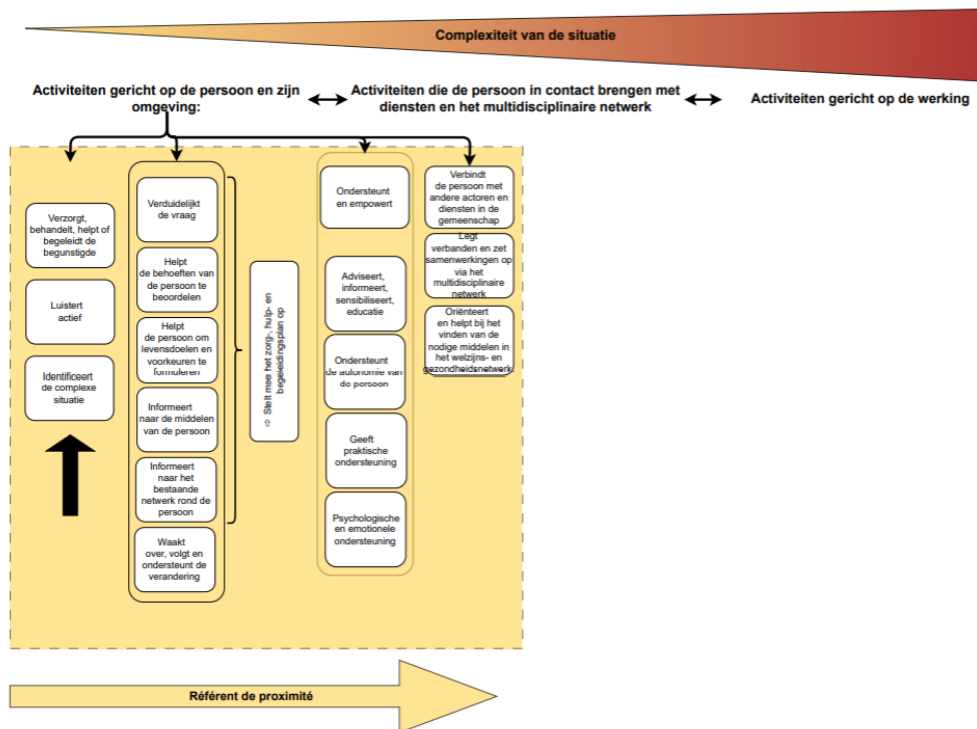 Complexiteit van de situatie
Activiteiten gericht op de persoon en zijn
omgeving:
Activiteiten die de persoon in contact brengen met
diensten en het multidisciplinaire netwerk
Activiteiten gericht op de werking
Verzorgt,
behandelt, helpt of
begeleidt de
begunstigde
Luistert
actief
Identificeert
de complexe
situatie
Verduidelijkt
de vraag
Helpt
de behoeften van
de persoon te
beoordelen
Helpt
de persoon om
levensdoelen en
voorkeuren te
formuleren
Informeert
naar de middelen
van de persoon
Informeert
naar het
bestaande
netwerk rond de
persoon
Waakt
over, volgt en
ondersteunt de
verandering
⇨ Stelt mee het zorg-, hulp- en
begeleidingsplan op
Ondersteunt
en empowert
Adviseert,
informeert,
sensibiliseert,
educatie
Ondersteunt
de autonomie van
de persoon
Geeft
praktische
ondersteuning
Psychologische
en emotionele
ondersteuning
Verbindt
de persoon met
andere actoren en
diensten in de
gemeenschap
Legt
verbanden en zet
samenwerkingen op
via het
multidisciplinaire
netwerk
Oriënteert
en helpt bij het
vinden van de
nodige middelen in
het welzijns- en
gezondheidsnetwerk.
Référent de proximité